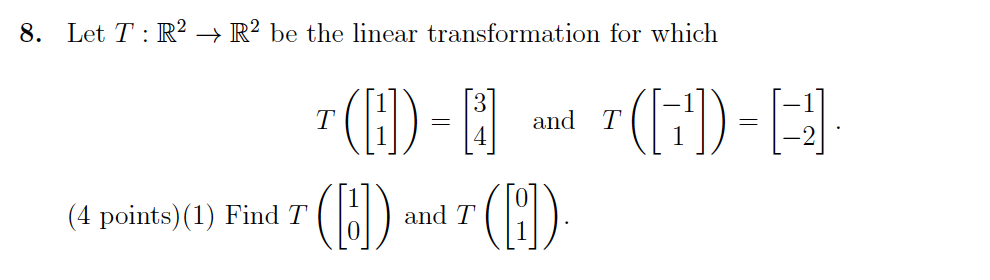 8. Let T : ℝ² → ℝ² be the linear transformation for which
T([1; 1]) = [3; 4] and T([−1; 1]) = [−1; −2].
(4 points)(1) Find T([1; 0]) and T([0; 1]).